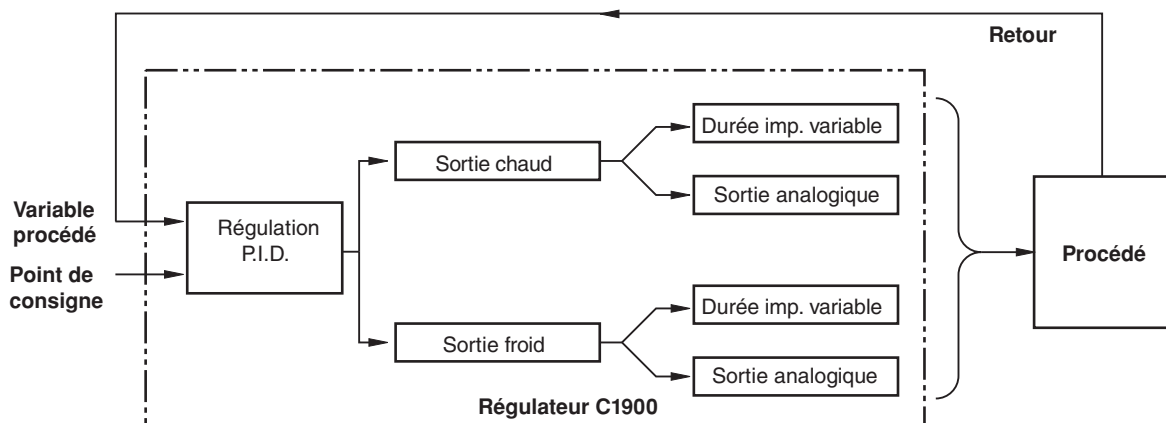 Retour
Durée imp. variable
Sortie chaud
Sortie analogique
Variable
procédé
Régulation
P.I.D.
Point de
consigne
Procédé
Durée imp. variable
Sortie froid
Sortie analogique
Régulateur C1900